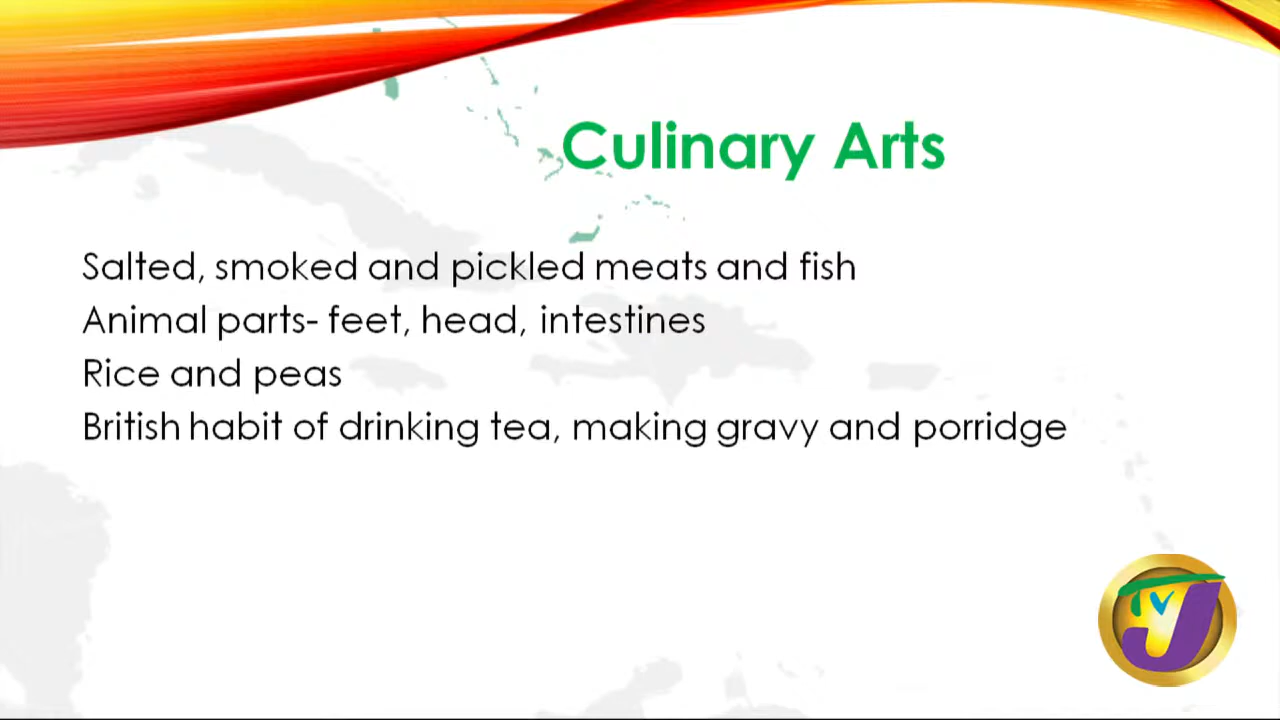 Culinary Arts
Salted, smoked and pickled meats and fish
Animal parts- feet, head, intestines
Rice and peas
British habit of drinking tea, making gravy and porridge
TVJ